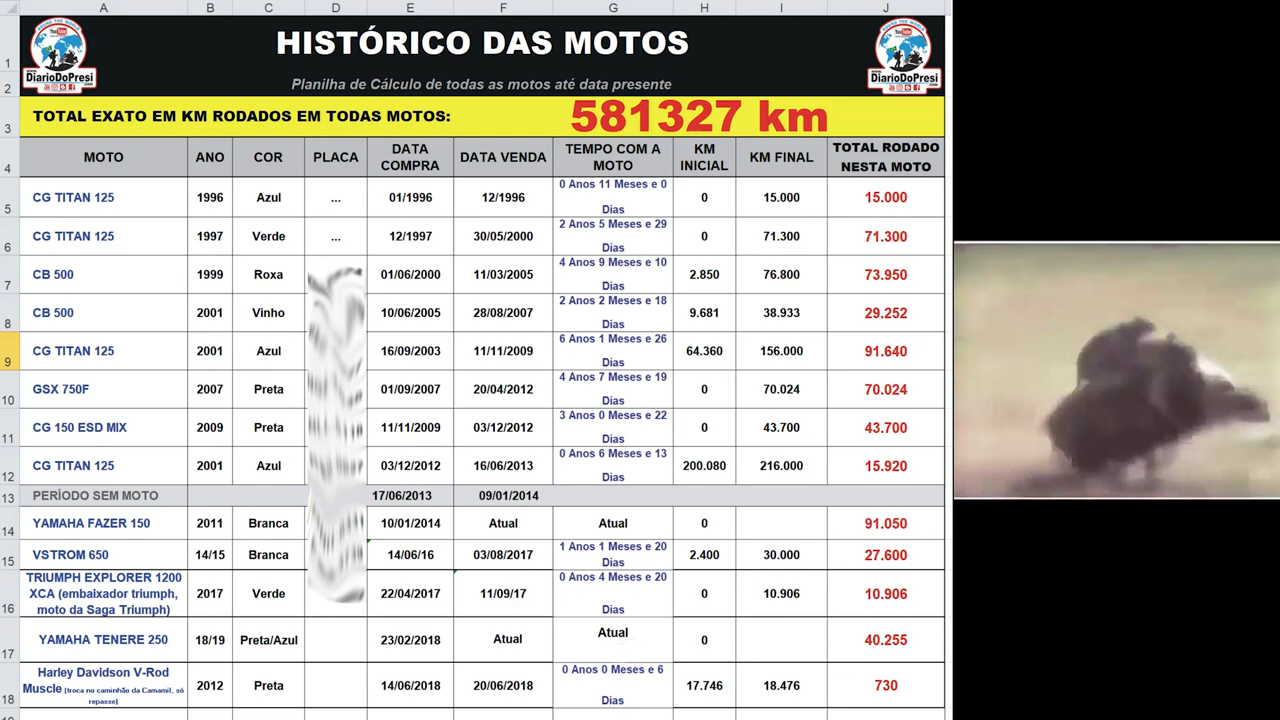 A B C D E F G H I J
1 HISTÓRICO DAS MOTOS
DiarioDoPresi
.com
DiarioDoPresi
.com
2 Planilha de Cálculo de todas as motos até data presente
3 TOTAL EXATO EM KM RODADOS EM TODAS MOTOS: 581327 km
4 MOTO ANO COR PLACA DATA COMPRA DATA VENDA TEMPO COM A MOTO KM INICIAL KM FINAL TOTAL RODADO NESTA MOTO
5 CG TITAN 125 1996 Azul ... 01/1996 12/1996 0 Anos 11 Meses e 0 Dias 0 15.000 15.000
6 CG TITAN 125 1997 Verde ... 12/1997 30/05/2000 2 Anos 5 Meses e 29 Dias 0 71.300 71.300
7 CB 500 1999 Roxa 01/06/2000 11/03/2005 4 Anos 9 Meses e 10 Dias 2.850 76.800 73.950
8 CB 500 2001 Vinho 10/06/2005 28/08/2007 2 Anos 2 Meses e 18 Dias 9.681 38.933 29.252
9 CG TITAN 125 2001 Azul 16/09/2003 11/11/2009 6 Anos 1 Meses e 26 Dias 64.360 156.000 91.640
10 GSX 750F 2007 Preta 01/09/2007 20/04/2012 4 Anos 7 Meses e 19 Dias 0 70.024 70.024
11 CG 150 ESD MIX 2009 Preta 11/11/2009 03/12/2012 3 Anos 0 Meses e 22 Dias 0 43.700 43.700
12 CG TITAN 125 2001 Azul 03/12/2012 16/06/2013 0 Anos 6 Meses e 13 Dias 200.080 216.000 15.920
13 PERÍODO SEM MOTO 17/06/2013 09/01/2014
14 YAMAHA FAZER 150 2011 Branca 10/01/2014 Atual Atual 0 91.050
15 VSTROM 650 14/15 Branca 14/06/16 03/08/2017 1 Anos 1 Meses e 20 Dias 2.400 30.000 27.600
16 TRIUMPH EXPLORER 1200 XCA (embaixador triumph, moto da Saga Triumph) 2017 Verde 22/04/2017 11/09/17 0 Anos 4 Meses e 20 Dias 0 10.906 10.906
17 YAMAHA TENERE 250 18/19 Preta/Azul 23/02/2018 Atual Atual 0 40.255
18 Harley Davidson V-Rod Muscle (troca no caminhão da Camamil, só repasse) 2012 Preta 14/06/2018 20/06/2018 0 Anos 0 Meses e 6 Dias 17.746 18.476 730